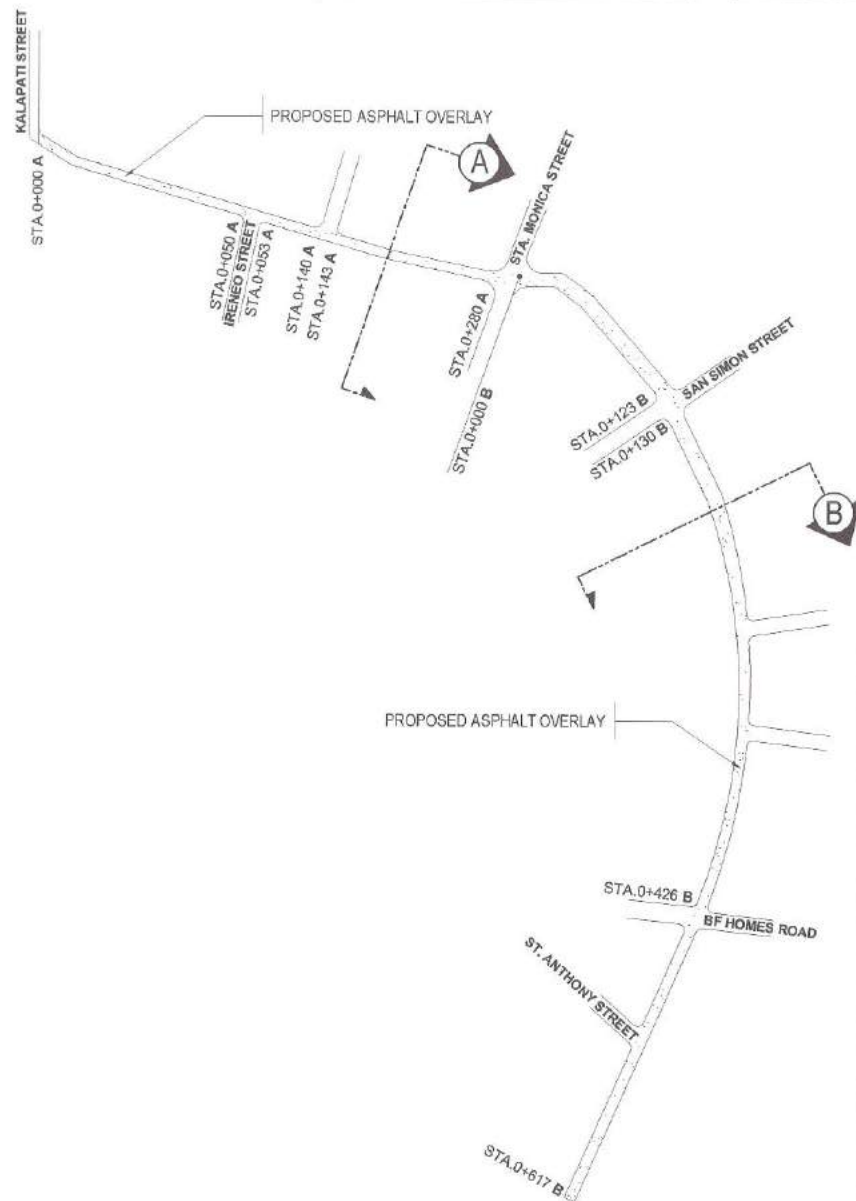 KALAPATI STREET
PROPOSED ASPHALT OVERLAY
STA.0+000 A
A
STA. MONICA STREET
STA.0+050 A
IRENEO STREET
STA.0+053 A
STA.0+140 A
STA.0+143 A
STA.0+280 A
STA.0+000 B
SAN SIMON STREET
STA.0+123 B
STA.0+130 B
B
PROPOSED ASPHALT OVERLAY
STA.0+426 B
BF HOMES ROAD
ST. ANTHONY STREET
STA.0+617 B